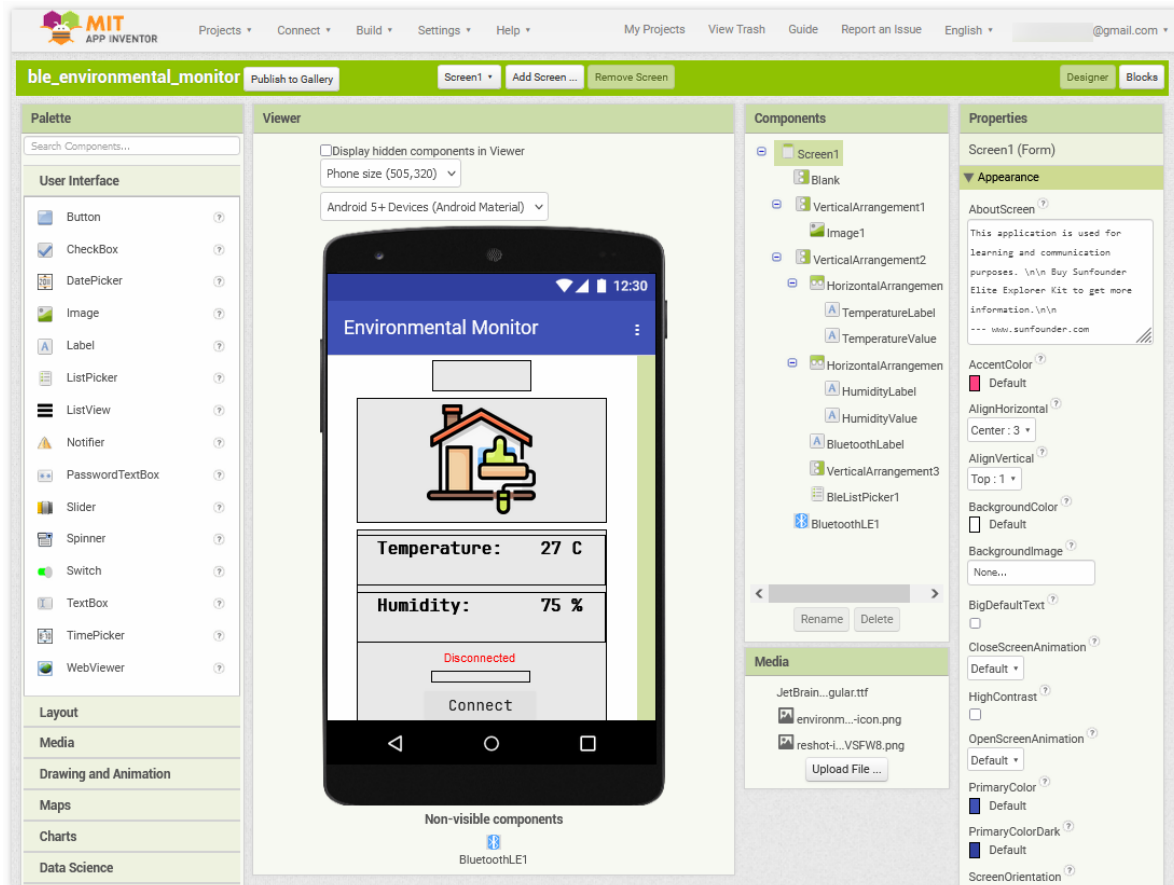 MIT
APP INVENTOR
Projects
Connect
Build
Settings
Help
My Projects
View Trash
Guide
Report an Issue
English
@gmail.com
ble_environmental_monitor
Publish to Gallery
Screen1
Add Screen ...
Remove Screen
Designer
Blocks
Palette
Search Components...
User Interface
Button
CheckBox
DatePicker
Image
Label
ListPicker
ListView
Notifier
PasswordTextBox
Slider
Spinner
Switch
TextBox
TimePicker
WebViewer
Layout
Media
Drawing and Animation
Maps
Charts
Data Science
Viewer
Display hidden components in Viewer
Phone size (505,320)
Android 5+ Devices (Android Material)
12:30
Environmental Monitor
Temperature: 27 C
Humidity: 75 %
Disconnected
Connect
Non-visible components
BluetoothLE1
Components
Screen1
Blank
VerticalArrangement1
Image1
VerticalArrangement2
HorizontalArrangemen
TemperatureLabel
TemperatureValue
HorizontalArrangemen
HumidityLabel
HumidityValue
BluetoothLabel
VerticalArrangement3
BleListPicker1
BluetoothLE1
Rename
Delete
Media
JetBrain...gular.ttf
environm...-icon.png
reshot-i...VSFW8.png
Upload File ...
Properties
Screen1 (Form)
Appearance
AboutScreen
This application is used for
learning and communication
purposes. \n\n Buy Sunfounder
Elite Explorer Kit to get more
information.\n\n
--- www.sunfounder.com
AccentColor
Default
AlignHorizontal
Center : 3
AlignVertical
Top : 1
BackgroundColor
Default
BackgroundImage
None...
BigDefaultText
CloseScreenAnimation
Default
HighContrast
OpenScreenAnimation
Default
PrimaryColor
Default
PrimaryColorDark
Default
ScreenOrientation